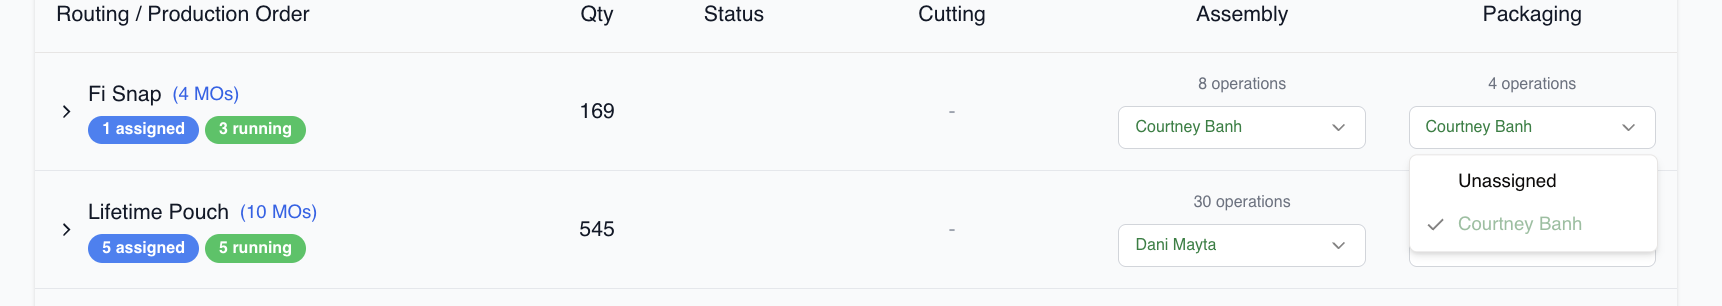 Routing / Production Order Qty Status Cutting Assembly Packaging
Fi Snap (4 MOs)
1 assigned 3 running
169
-
8 operations
Courtney Banh
4 operations
Courtney Banh
Unassigned
Courtney Banh
Lifetime Pouch (10 MOs)
5 assigned 5 running
545
-
30 operations
Dani Mayta